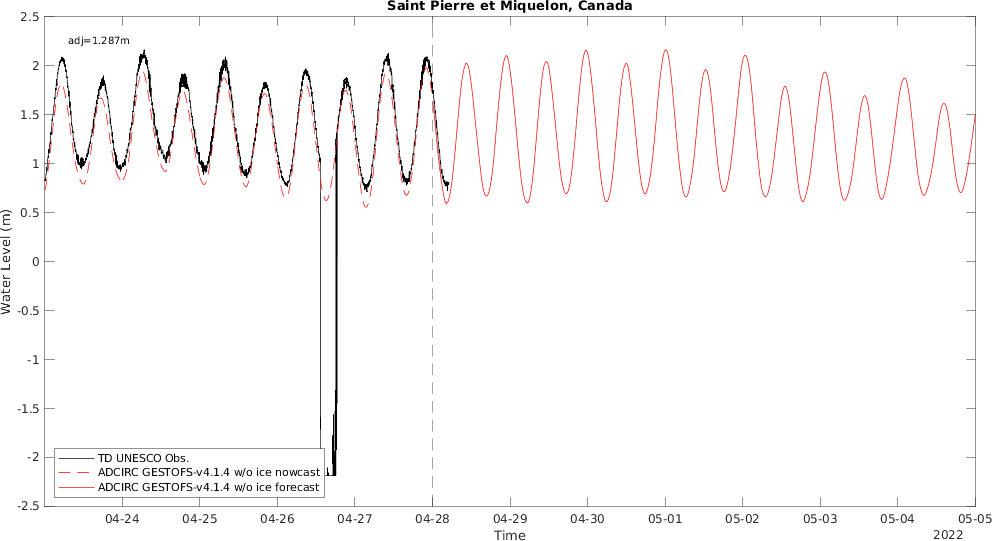 Saint Pierre et Miquelon, Canada
adj=1.287m
2.5
2
1.5
1
0.5
0
-0.5
-1
-1.5
-2
-2.5
Water Level (m)
TD UNESCO Obs.
ADCIRC GESTOFS-v4.1.4 w/o ice nowcast
ADCIRC GESTOFS-v4.1.4 w/o ice forecast
04-24 04-25 04-26 04-27 04-28 04-29 04-30 05-01 05-02 05-03 05-04 05-05
Time
2022